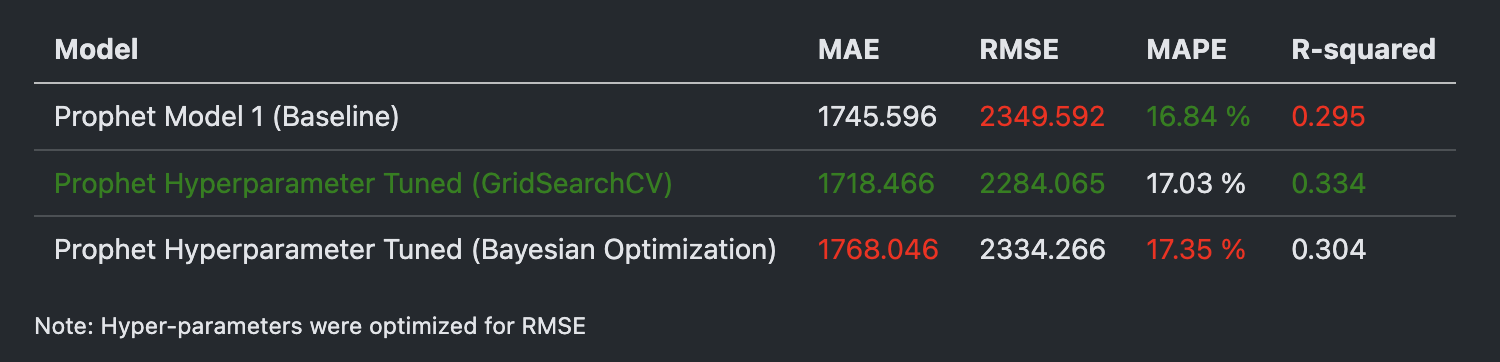 Model MAE RMSE MAPE R-squared
Prophet Model 1 (Baseline) 1745.596 2349.592 16.84 % 0.295
Prophet Hyperparameter Tuned (GridSearchCV) 1718.466 2284.065 17.03 % 0.334
Prophet Hyperparameter Tuned (Bayesian Optimization) 1768.046 2334.266 17.35 % 0.304
Note: Hyper-parameters were optimized for RMSE